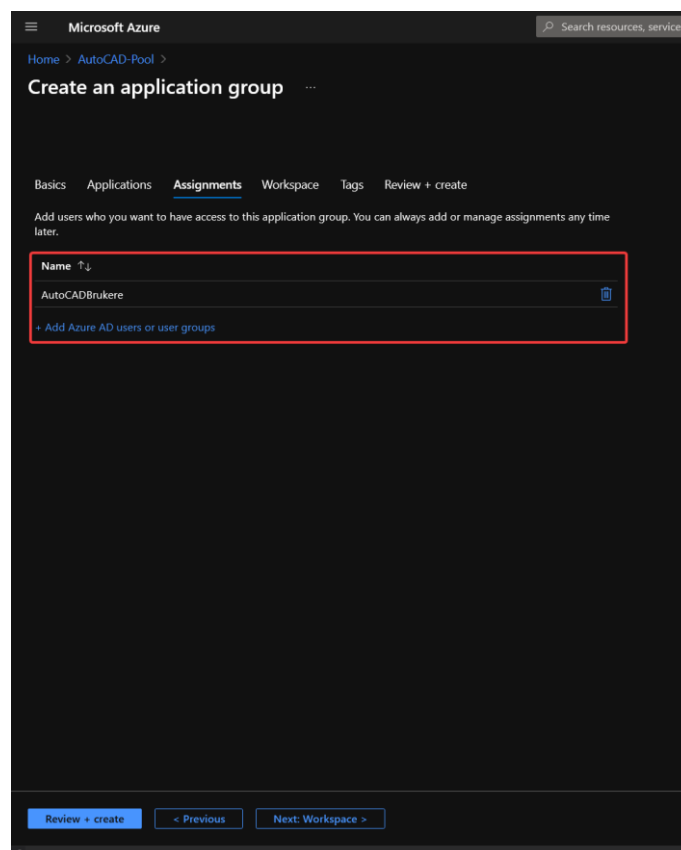 Microsoft Azure
Search resources, service
Home > AutoCAD-Pool >
Create an application group ...
Basics Applications Assignments Workspace Tags Review + create
Add users who you want to have access to this application group. You can always add or manage assignments any time
later.
Name ↑↓
AutoCADBrukere
+ Add Azure AD users or user groups
Review + create < Previous Next: Workspace >